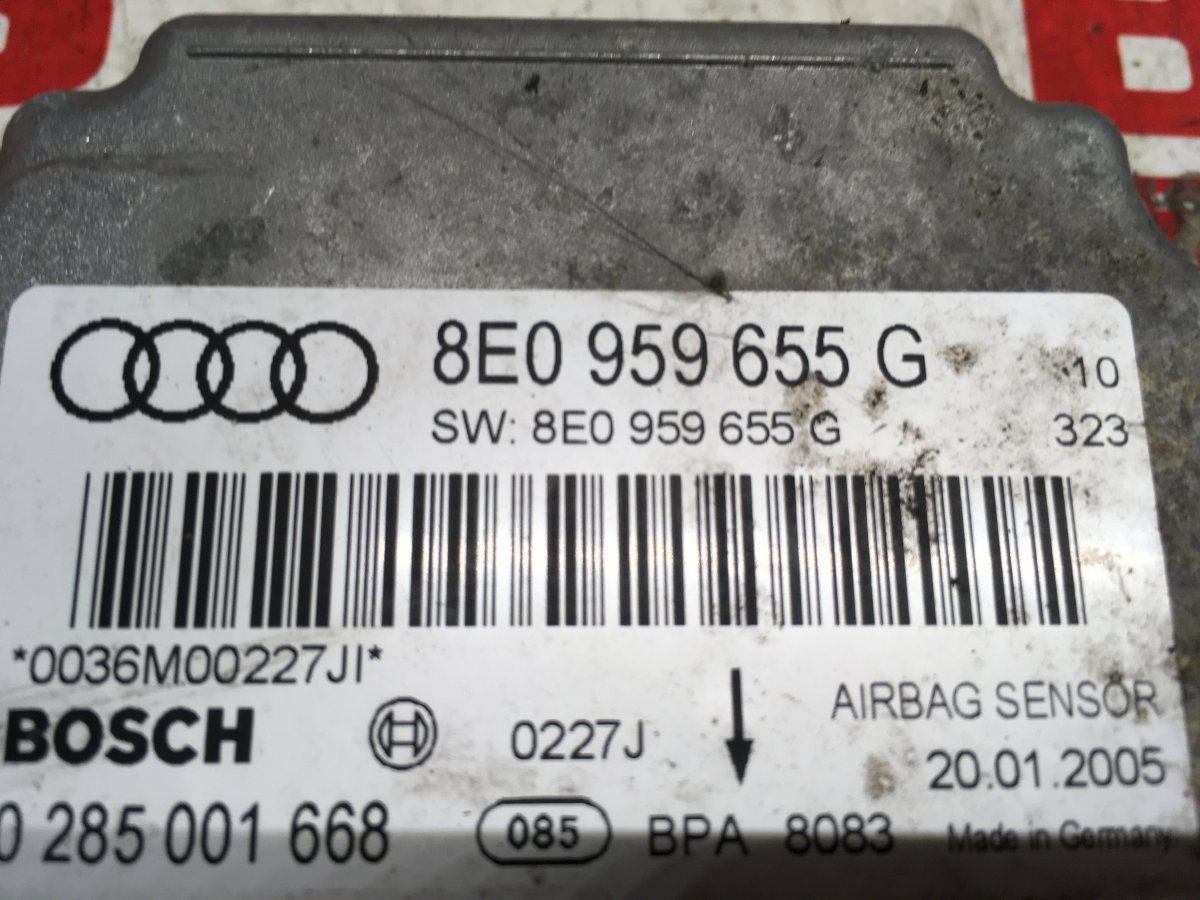 8E0 959 655 G 10
SW: 8E0 959 655 G 323
*0036M00227JI*
AIRBAG SENSOR
BOSCH 0227J
20.01.2005
0 285 001 668 085 BPA 8083 Made in Germany